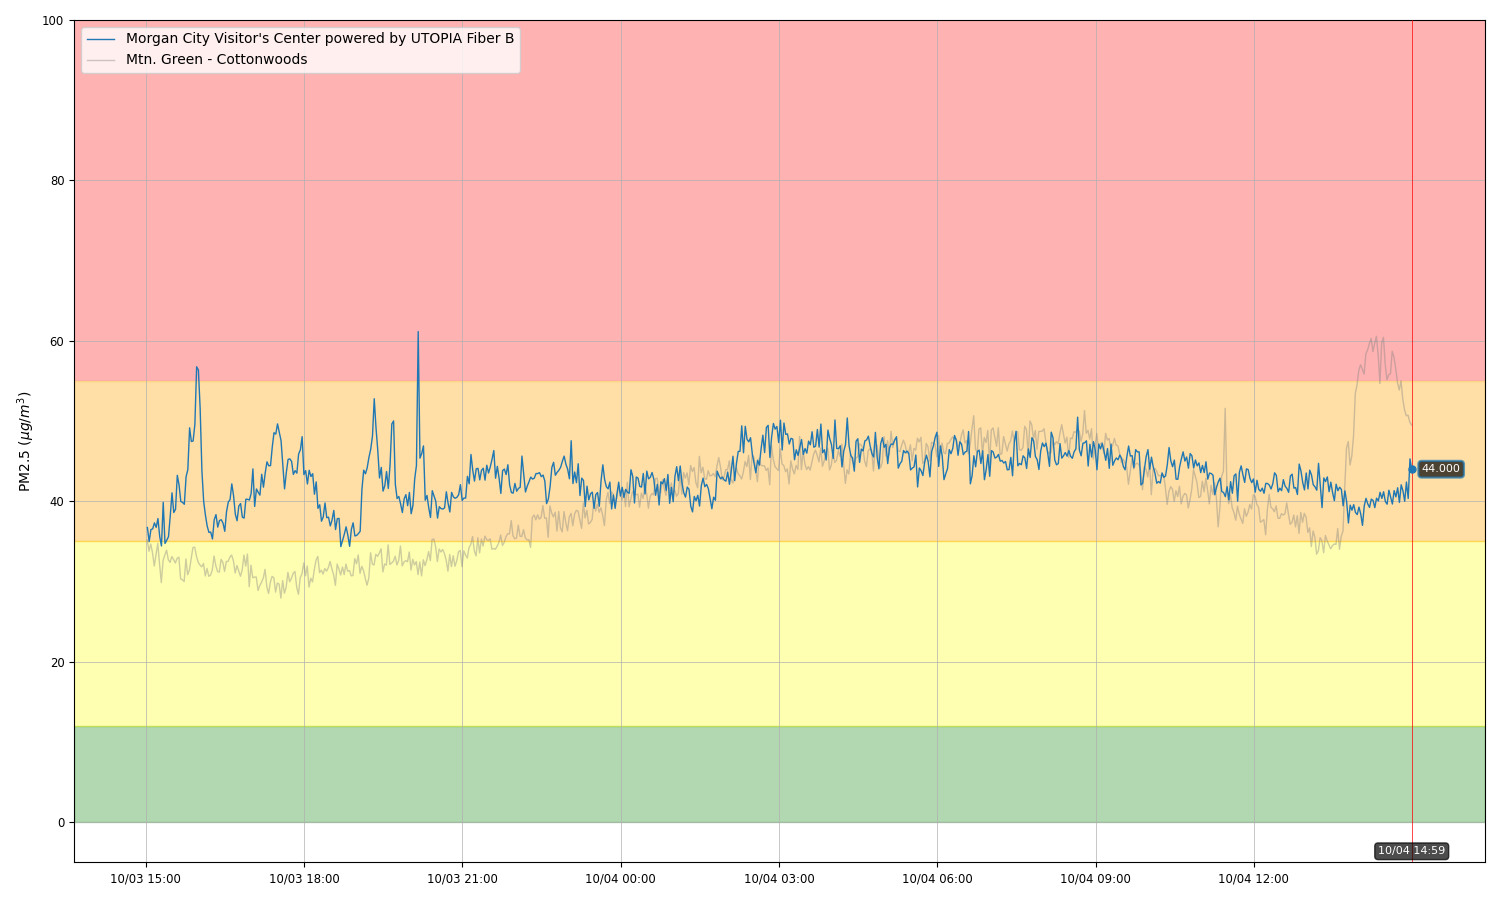 100
Morgan City Visitor's Center powered by UTOPIA Fiber B
Mtn. Green - Cottonwoods
80
60
PM2.5 (μg/m³)
44.000
40
20
0
10/04 14:59
10/03 15:00 10/03 18:00 10/03 21:00 10/04 00:00 10/04 03:00 10/04 06:00 10/04 09:00 10/04 12:00